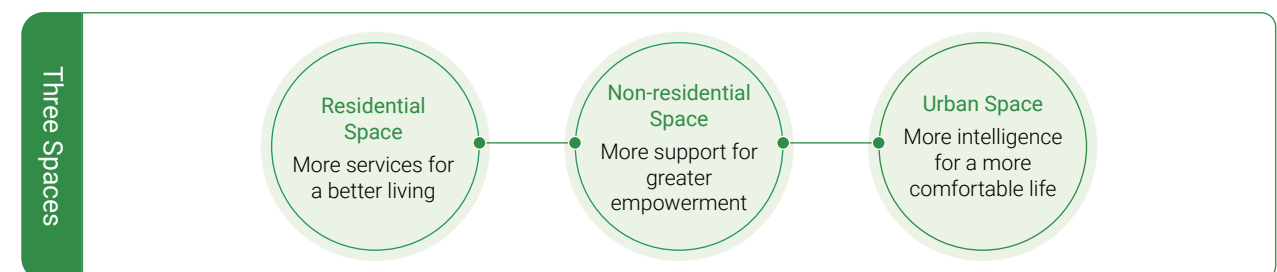 Three Spaces
Residential
Space
More services for
a better living
Non-residential
Space
More support for
greater
empowerment
Urban Space
More intelligence
for a more
comfortable life